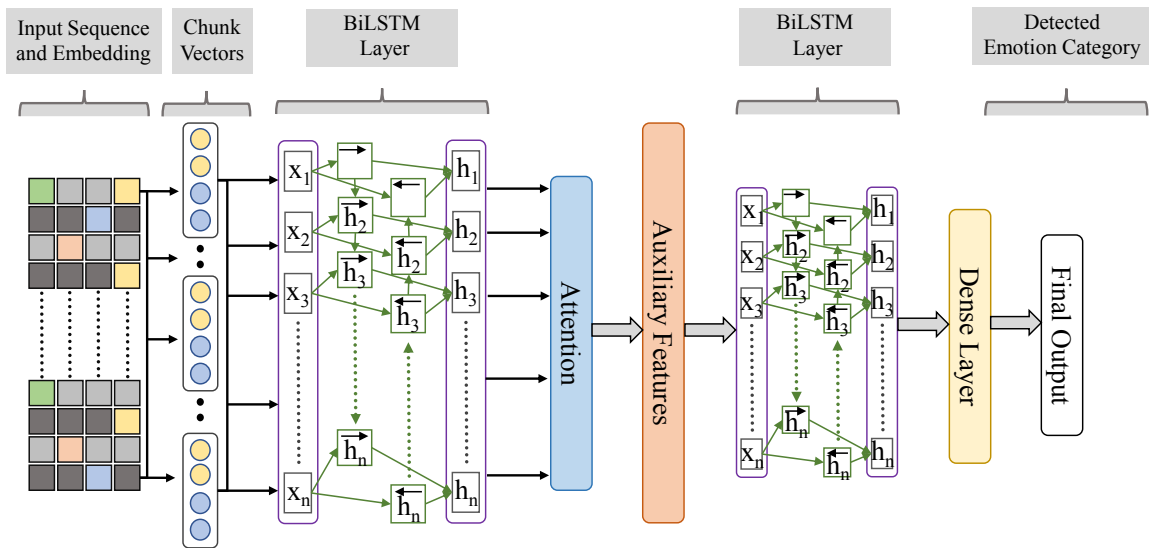 Input Sequence
and Embedding
Chunk
Vectors
BiLSTM
Layer
BiLSTM
Layer
Detected
Emotion Category
x₁
x₂
x₃
xₙ
→
h₂→
h₃→
hₙ→
←
h₂←
h₃←
hₙ←
h₁
h₂
h₃
hₙ
Attention
Auxiliary Features
x₁
x₂
x₃
xₙ
→
h₂→
h₃→
hₙ→
←
h₂←
h₃←
hₙ←
h₁
h₂
h₃
hₙ
Dense Layer
Final Output